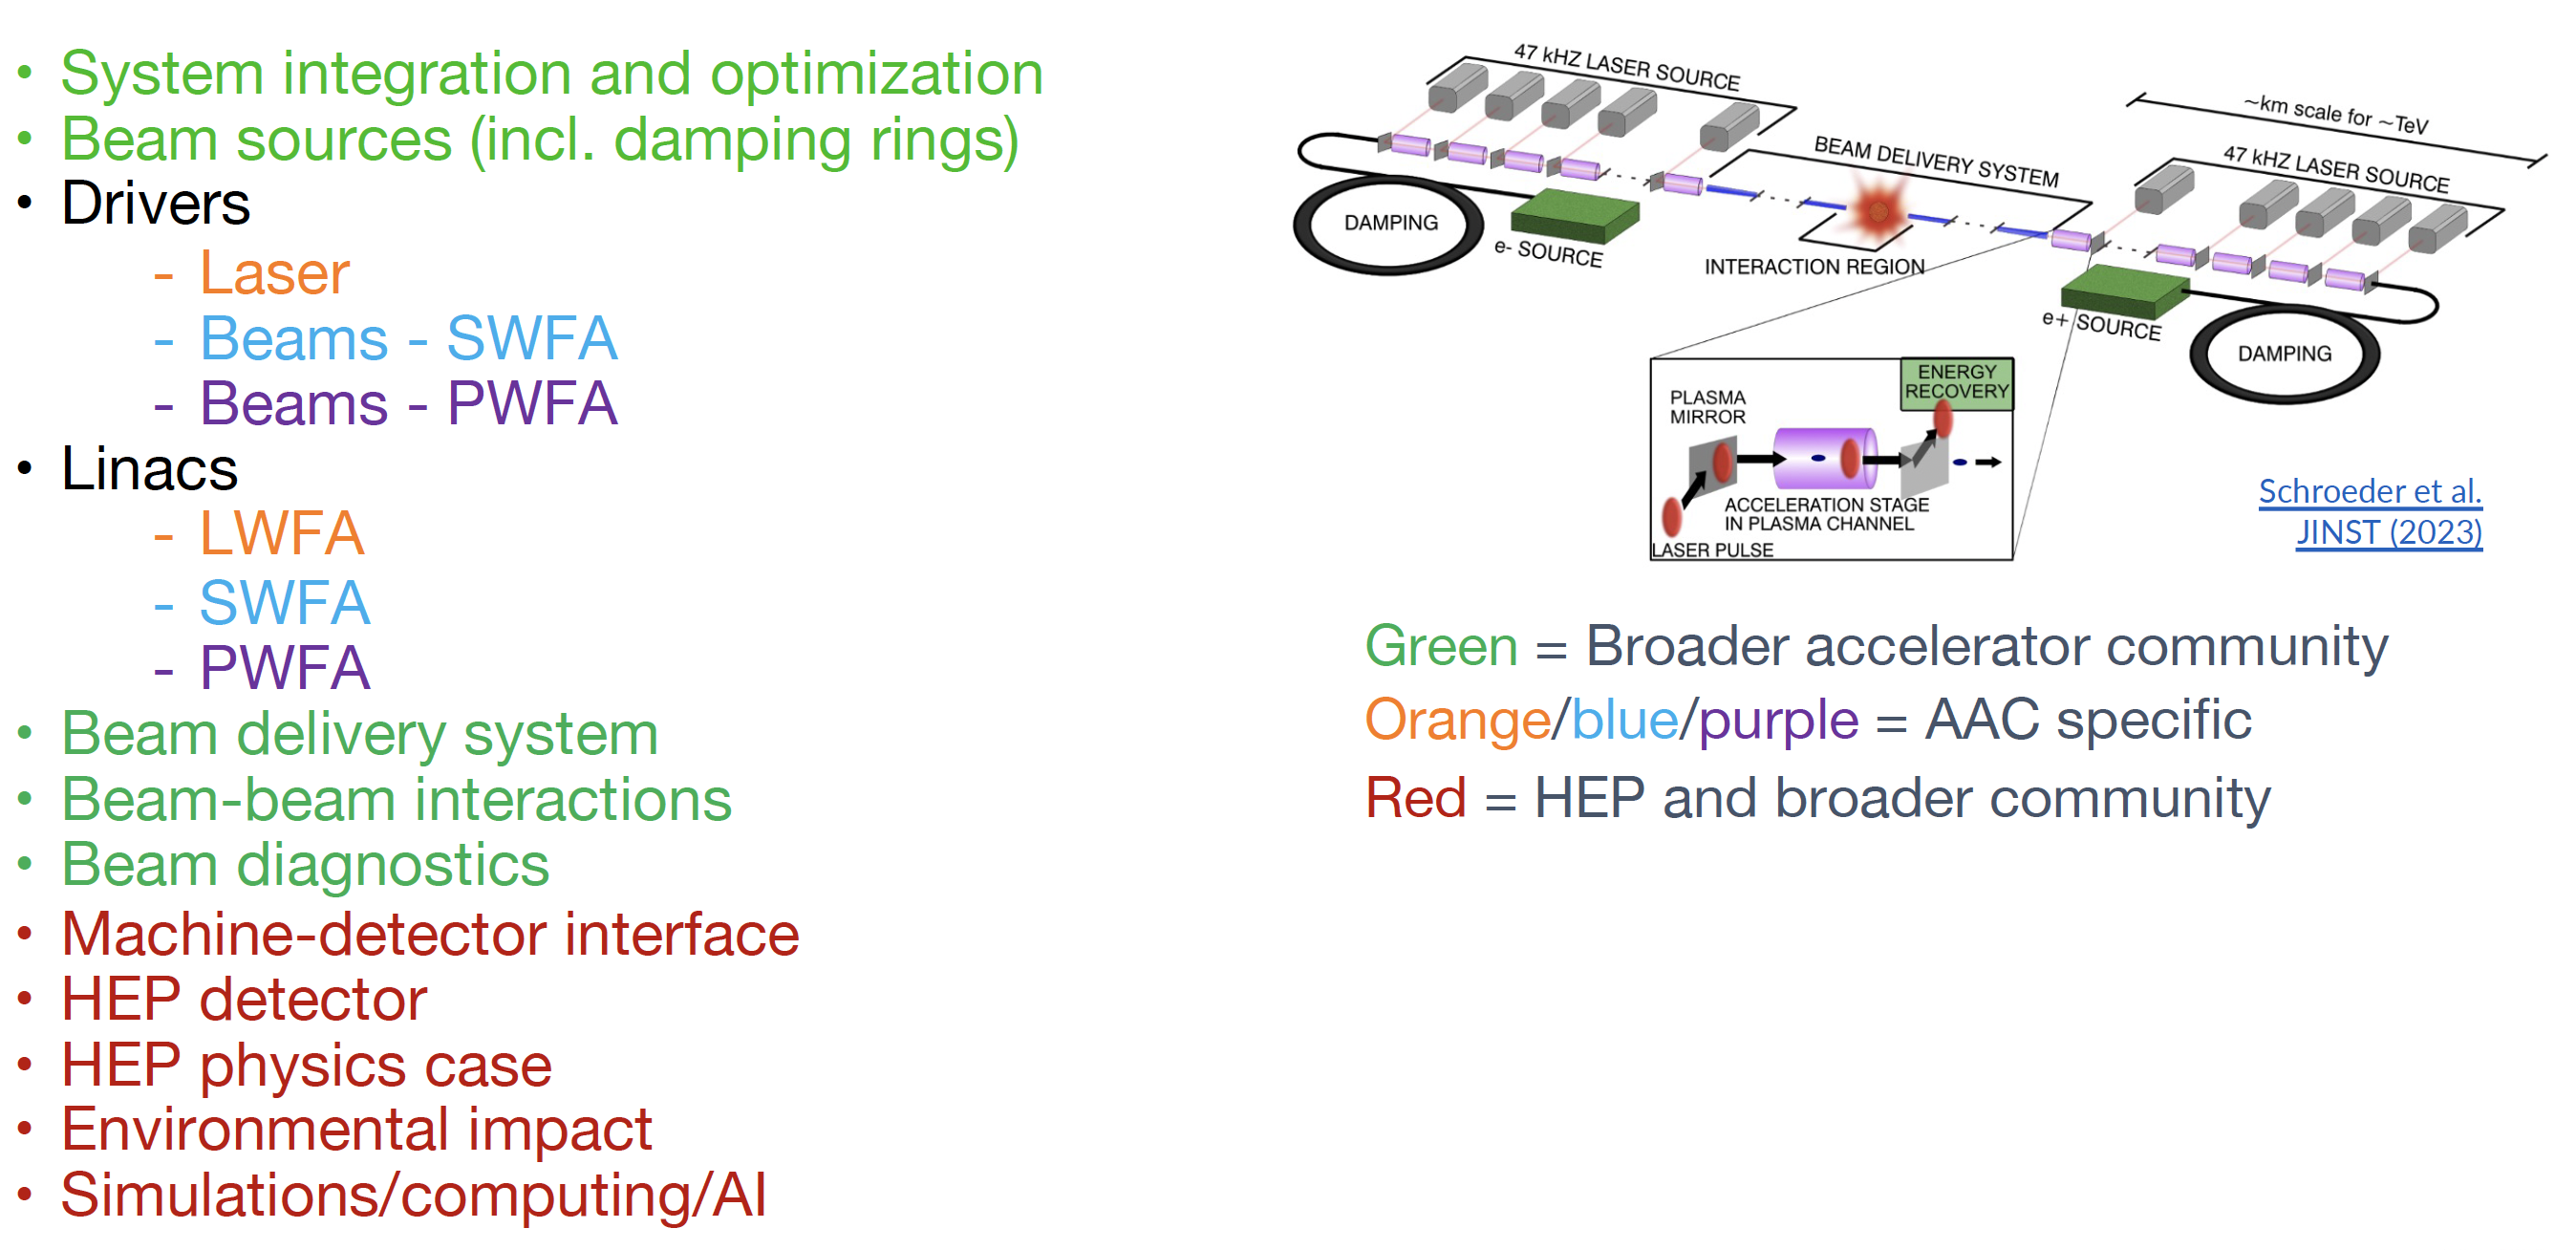 • System integration and optimization
• Beam sources (incl. damping rings)
• Drivers
- Laser
- Beams - SWFA
- Beams - PWFA
• Linacs
- LWFA
- SWFA
- PWFA
• Beam delivery system
• Beam-beam interactions
• Beam diagnostics
• Machine-detector interface
• HEP detector
• HEP physics case
• Environmental impact
• Simulations/computing/AI
47 kHZ LASER SOURCE
~km scale for ~TeV
BEAM DELIVERY SYSTEM
47 kHZ LASER SOURCE
DAMPING
e- SOURCE
INTERACTION REGION
e+ SOURCE
DAMPING
ENERGY
RECOVERY
PLASMA
MIRROR
ACCELERATION STAGE
IN PLASMA CHANNEL
LASER PULSE
Schroeder et al.
JINST (2023)
Green = Broader accelerator community
Orange/blue/purple = AAC specific
Red = HEP and broader community